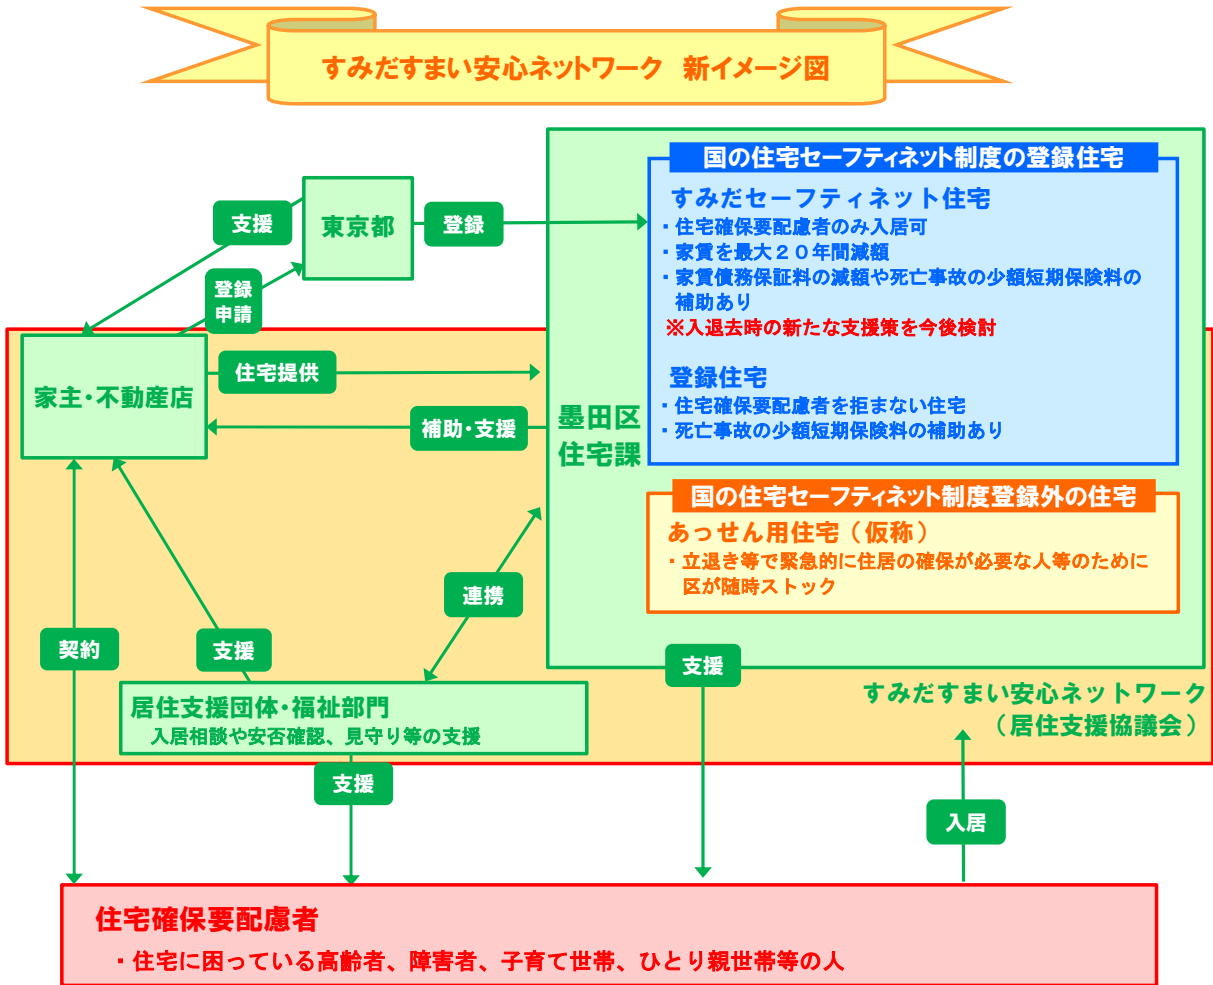 すみだすまい安心ネットワーク　新イメージ図
国の住宅セーフティネット制度の登録住宅
すみだセーフティネット住宅
・住宅確保要配慮者のみ入居可
・家賃を最大２０年間減額
・家賃債務保証料の減額や死亡事故の少額短期保険料の
補助あり
※入退去時の新たな支援策を今後検討
登録住宅
・住宅確保要配慮者を拒まない住宅
・死亡事故の少額短期保険料の補助あり
支援
東京都
登録
登録
申請
家主・不動産店
住宅提供
補助・支援
墨田区
住宅課
国の住宅セーフティネット制度登録外の住宅
あっせん用住宅（仮称）
・立退き等で緊急的に住居の確保が必要な人等のために
区が随時ストック
連携
契約
支援
支援
居住支援団体・福祉部門
入居相談や安否確認、見守り等の支援
すみだすまい安心ネットワーク
（居住支援協議会）
支援
入居
住宅確保要配慮者
・住宅に困っている高齢者、障害者、子育て世帯、ひとり親世帯等の人